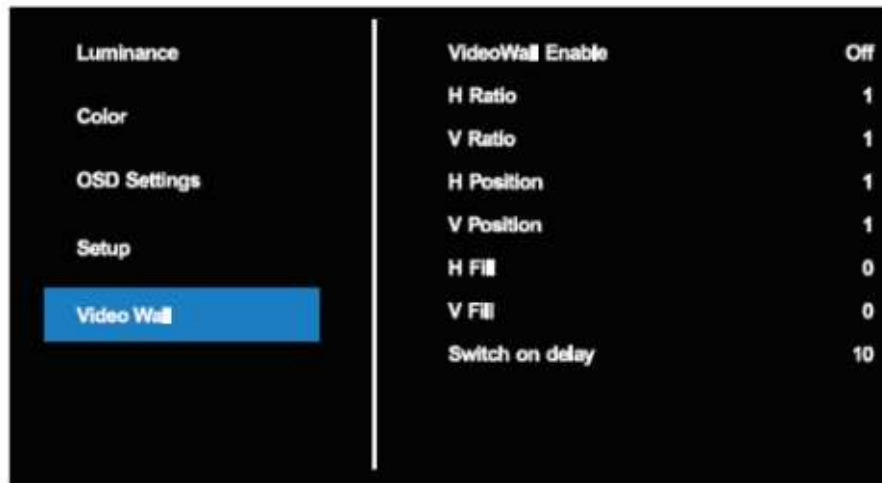 Luminance
Color
OSD Settings
Setup
Video Wall
VideoWall Enable Off
H Ratio 1
V Ratio 1
H Position 1
V Position 1
H Fill 0
V Fill 0
Switch on delay 10